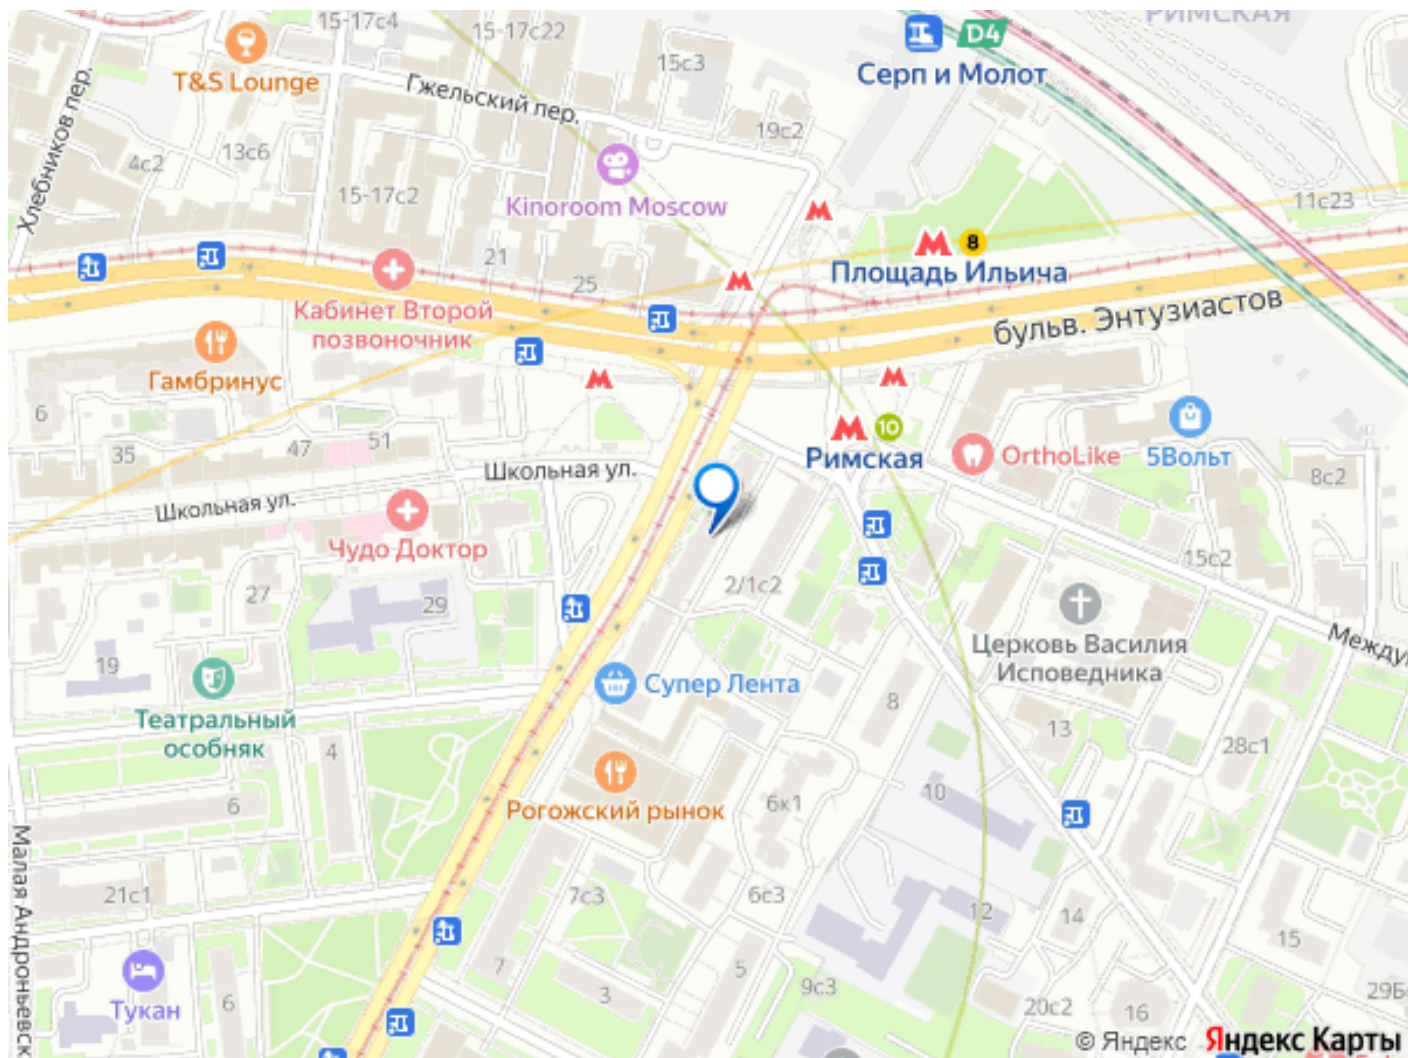 15-17с4
15-17с22
РИМСКАЯ
D4
T&S Lounge
15с3
Серп и Молот
Хлебников пер.
Гжельский пер.
19с2
4с2
13с6
15-17с2
Kinoroom Moscow
11с23
21
25
8
Площадь Ильича
Кабинет Второй
позвоночник
бульв. Энтузиастов
Гамбринус
6
35
47
51
10
Римская
OrthoLike
5Вольт
Школьная ул.
8с2
Школьная ул.
Чудо Доктор
15с2
2/1с2
27
29
Церковь Василия
Исповедника
19
Супер Лента
8
Театральный
особняк
4
13
28с1
6
Рогожский рынок
6к1
10
Малая Андроньевск
21с1
7с3
6с3
12
14
15
7
3
5
9с3
Тукан
6
20с2
16
29Б
© Яндекс
Яндекс Карты